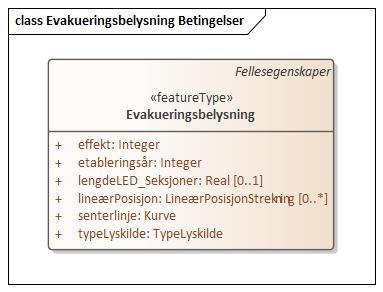 class Evakueringsbelysning Betingelser
Fellesegenskaper
«featureType»
Evakueringsbelysning
+ effekt: Integer
+ etableringsår: Integer
+ lengdeLED_Seksjoner: Real [0..1]
+ lineærPosisjon: LineærPosisjonStrekning [0..*]
+ senterlinje: Kurve
+ typeLyskilde: TypeLyskilde